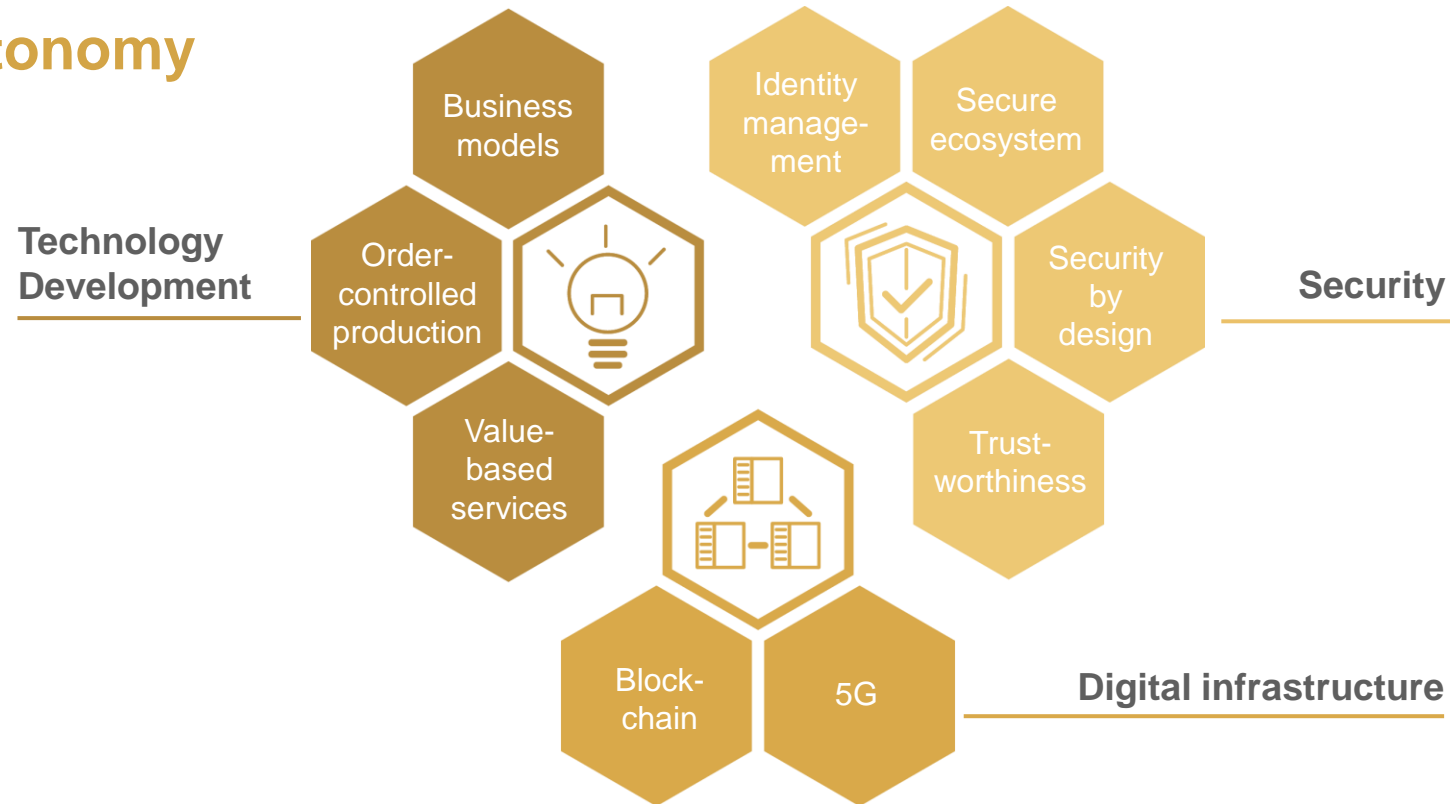 tonomy
Technology
Development
Business
models
Order-
controlled
production
Value-
based
services
Identity
manage-
ment
Secure
ecosystem
Security
by
design
Trust-
worthiness
Security
Block-
chain
5G
Digital infrastructure